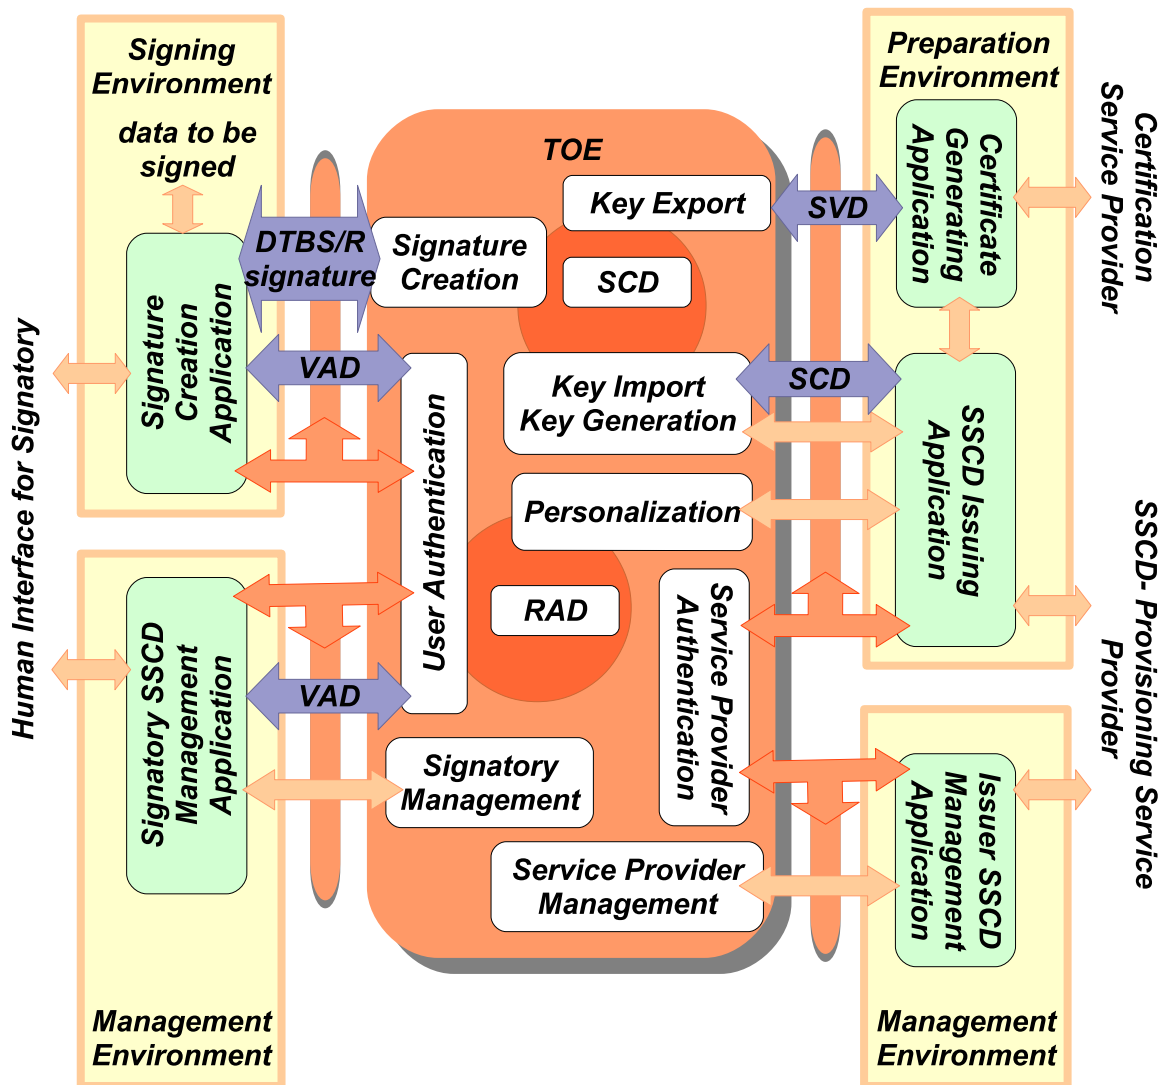 Signing
Environment
data to be
signed
DTBS/R
signature
Signature
Creation
Application
VAD
Human Interface for Signatory
Signatory SSCD
Management
Application
VAD
Management
Environment
TOE
Key Export
Signature
Creation
SCD
Key Import
Key Generation
User Authentication
Personalization
RAD
Service Provider
Authentication
Signatory
Management
Service Provider
Management
Preparation
Environment
SVD
Certificate
Generating
Application
SCD
SSCD Issuing
Application
Issuer SSCD
Management
Application
Management
Environment
Certification
Service Provider
SSCD- Provisioning Service
Provider